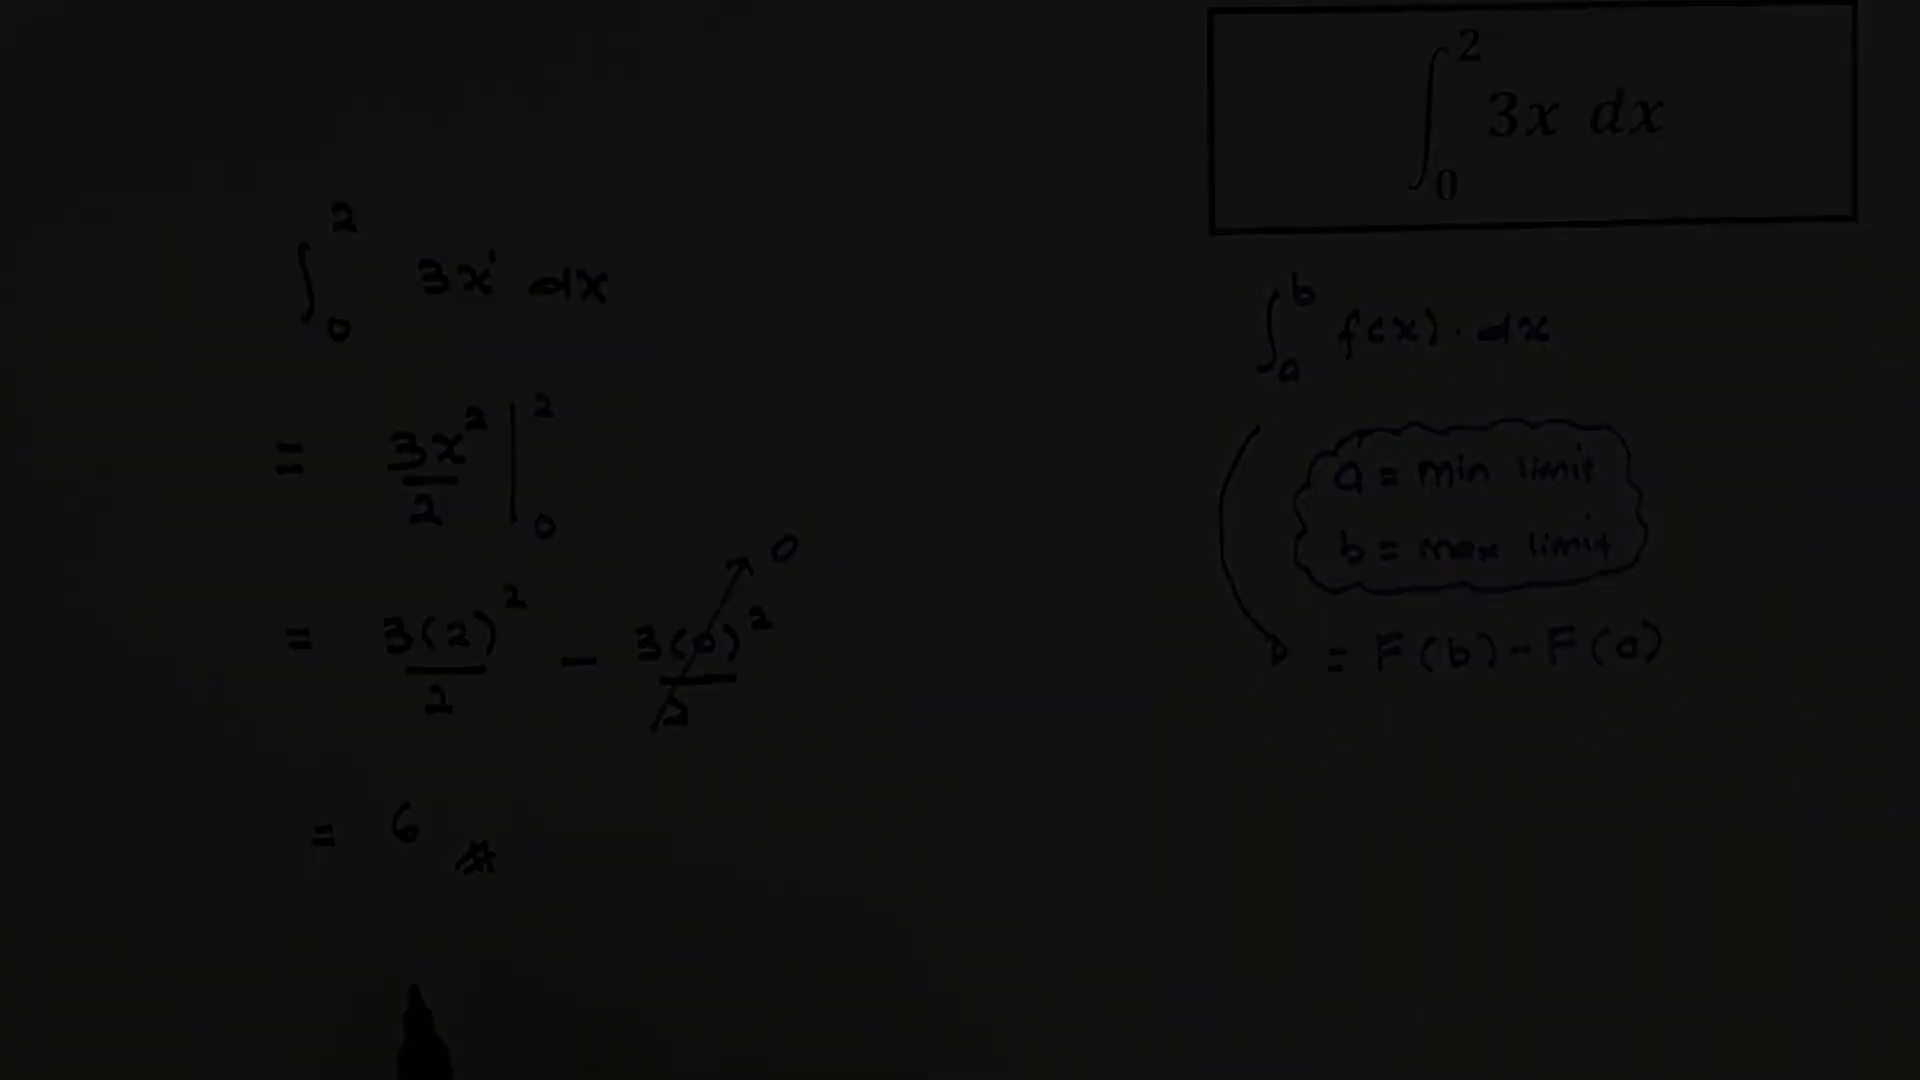 ∫₀² 3x dx
∫₀² 3x¹ dx
= 3x²/2 |₀²
= 3(2)²/2 − 3(0)²/2 → 0
= 6
∫ₐᵇ f(x) · dx
a = min limit
b = max limit
= F(b) − F(a)